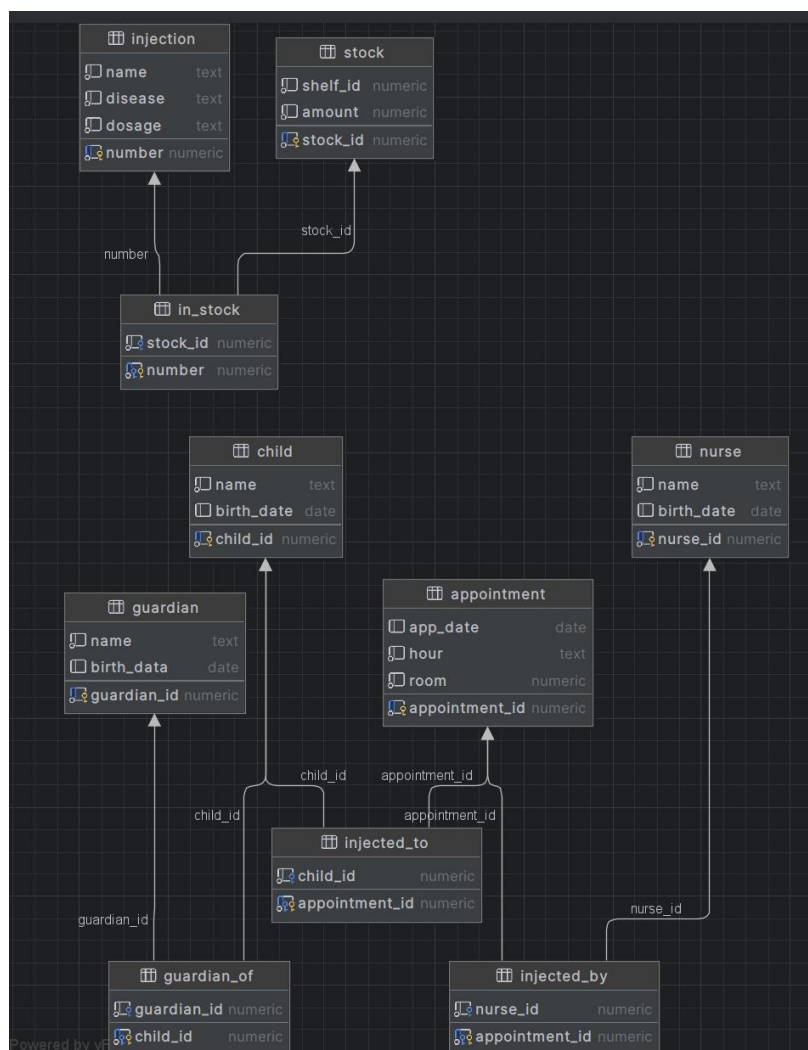 injection
name text
disease text
dosage text
number numeric
stock
shelf_id numeric
amount numeric
stock_id numeric
number
stock_id
in_stock
stock_id numeric
number numeric
child
name text
birth_date date
child_id numeric
nurse
name text
birth_date date
nurse_id numeric
guardian
name text
birth_data date
guardian_id numeric
appointment
app_date date
hour text
room numeric
appointment_id numeric
child_id
appointment_id
child_id
appointment_id
injected_to
child_id numeric
appointment_id numeric
guardian_id
nurse_id
guardian_of
guardian_id numeric
child_id numeric
injected_by
nurse_id numeric
appointment_id numeric
Powered by